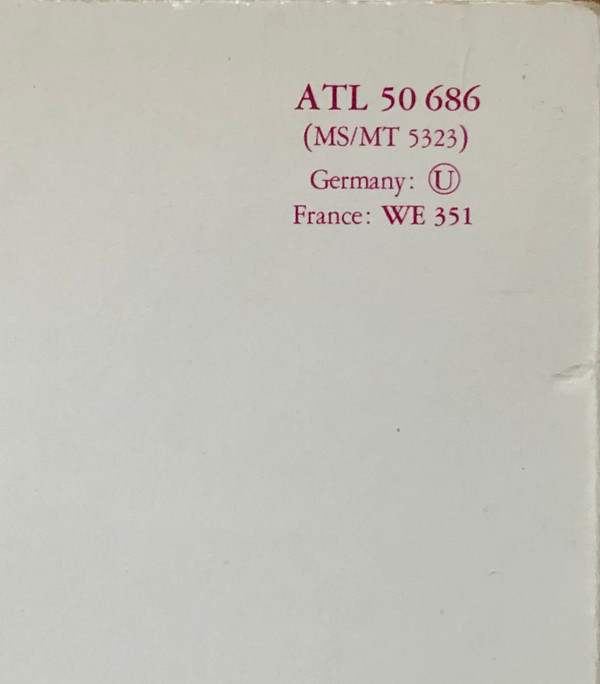 ATL 50 686
(MS/MT 5323)
Germany: Ⓤ
France: WE 351